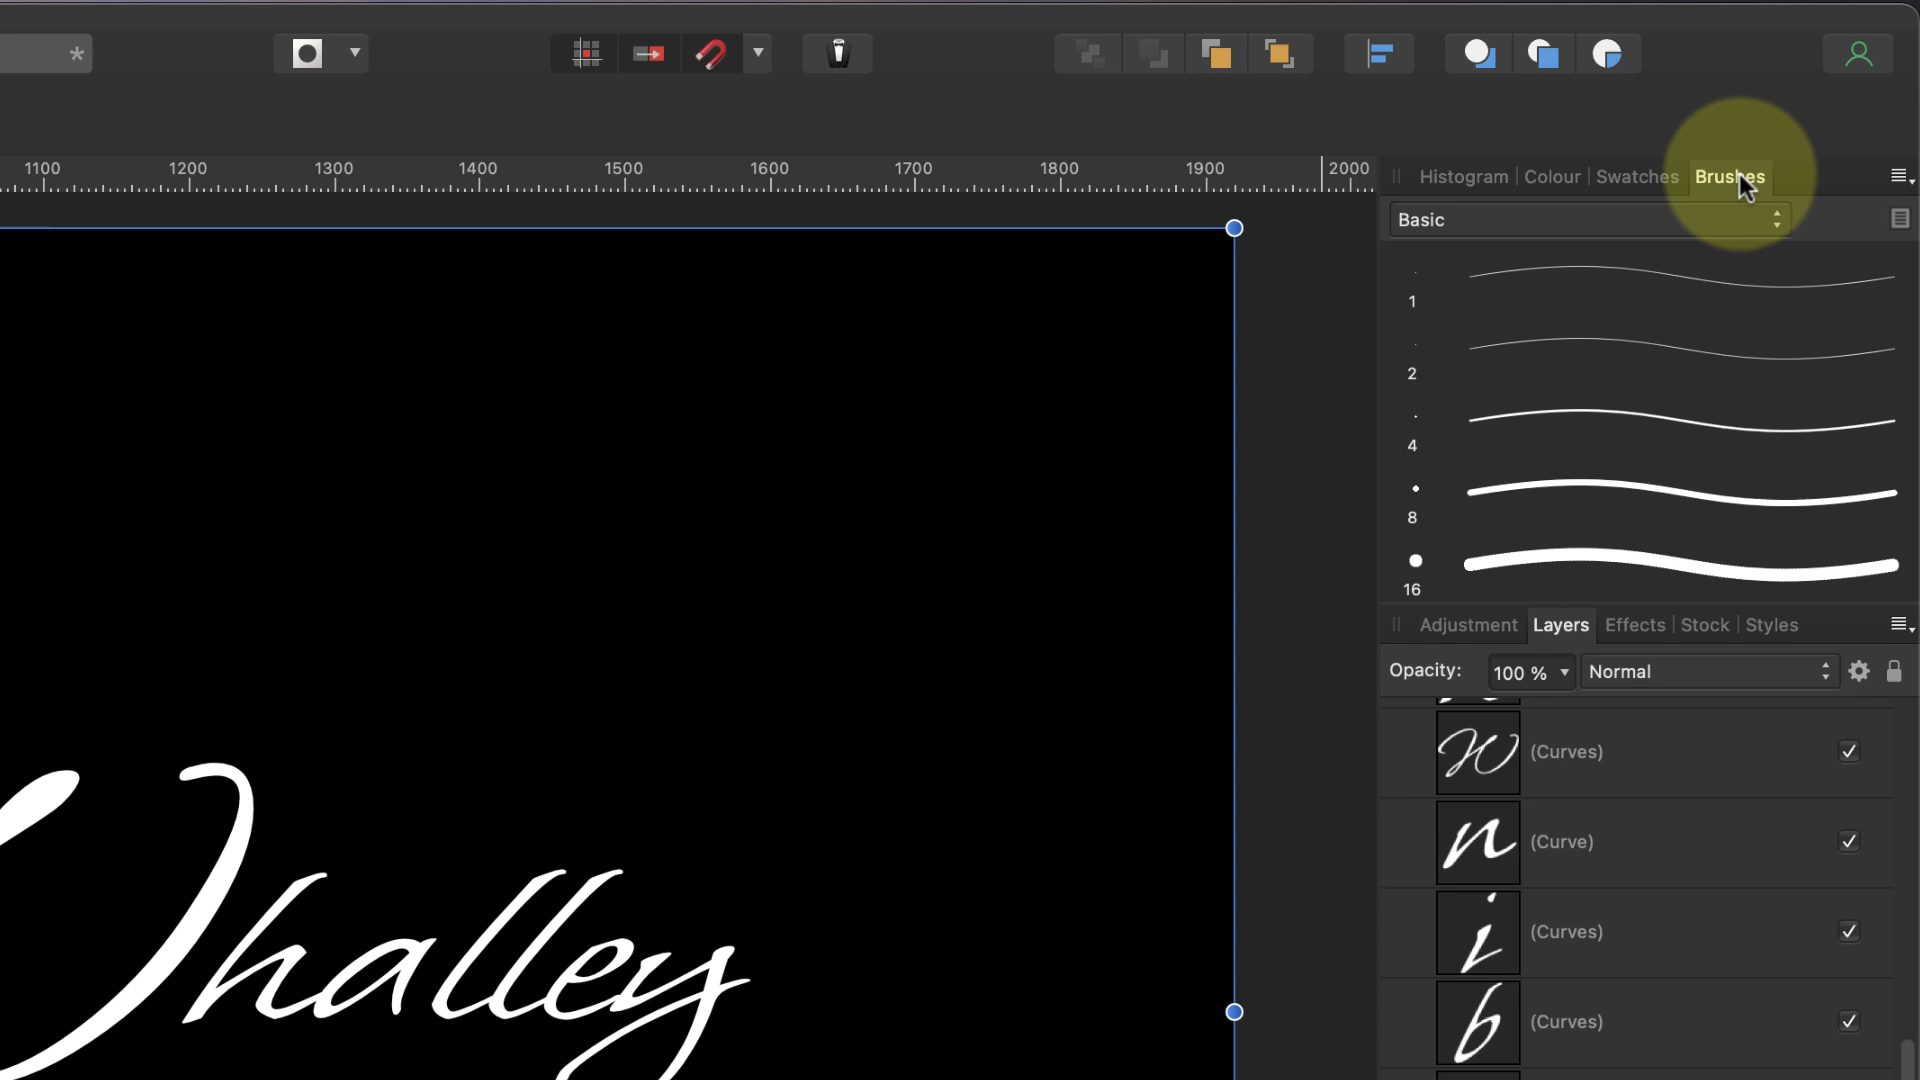 *
1100 1200 1300 1400 1500 1600 1700 1800 1900 2000
Histogram Colour Swatches Brushes
Basic
1
2
4
8
16
Adjustment Layers Effects Stock Styles
Opacity: 100 % Normal
(Curves)
n (Curve)
i (Curves)
b (Curves)
Whalley